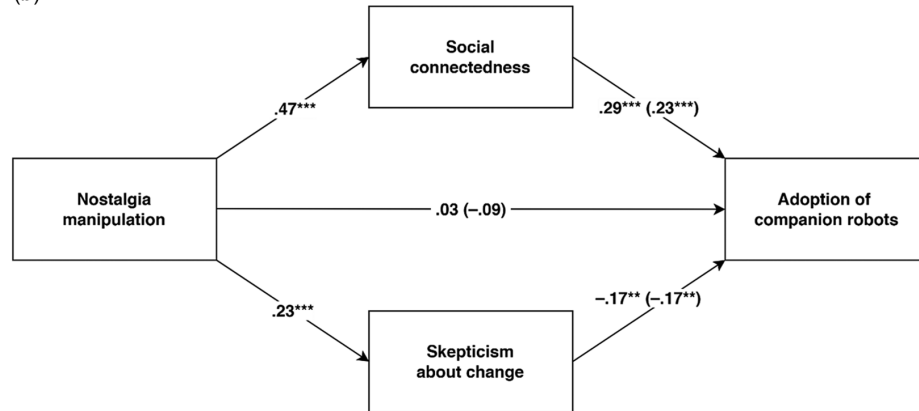 Social
connectedness
.47***
.29*** (.23***)
Nostalgia
manipulation
.03 (–.09)
Adoption of
companion robots
.23***
–.17** (–.17**)
Skepticism
about change